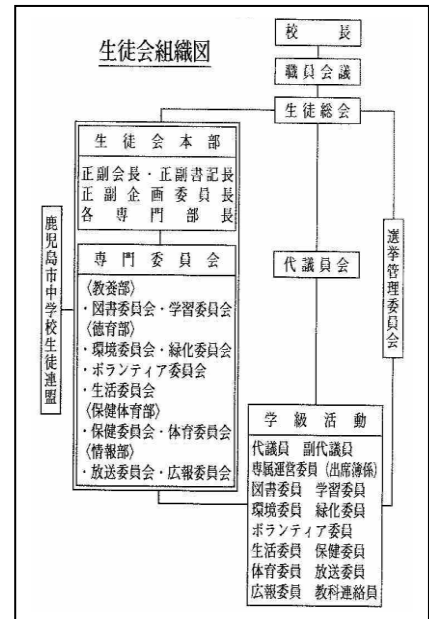 生徒会組織図
校長
職員会議
生徒総会
生徒会本部
正副会長・正副書記長
正副企画委員長
各専門部長
鹿児島市中学校生徒連盟
専門委員会
〈教養部〉
・図書委員会・学習委員会
〈徳育部〉
・環境委員会・緑化委員会
・ボランティア委員会
・生活委員会
〈保健体育部〉
・保健委員会・体育委員会
〈情報部〉
・放送委員会・広報委員会
代議員会
選挙管理委員会
学級活動
代議員 副代議員
専属運営委員(出席簿係)
図書委員 学習委員
環境委員 緑化委員
ボランティア委員
生活委員 保健委員
体育委員 放送委員
広報委員 教科連絡員